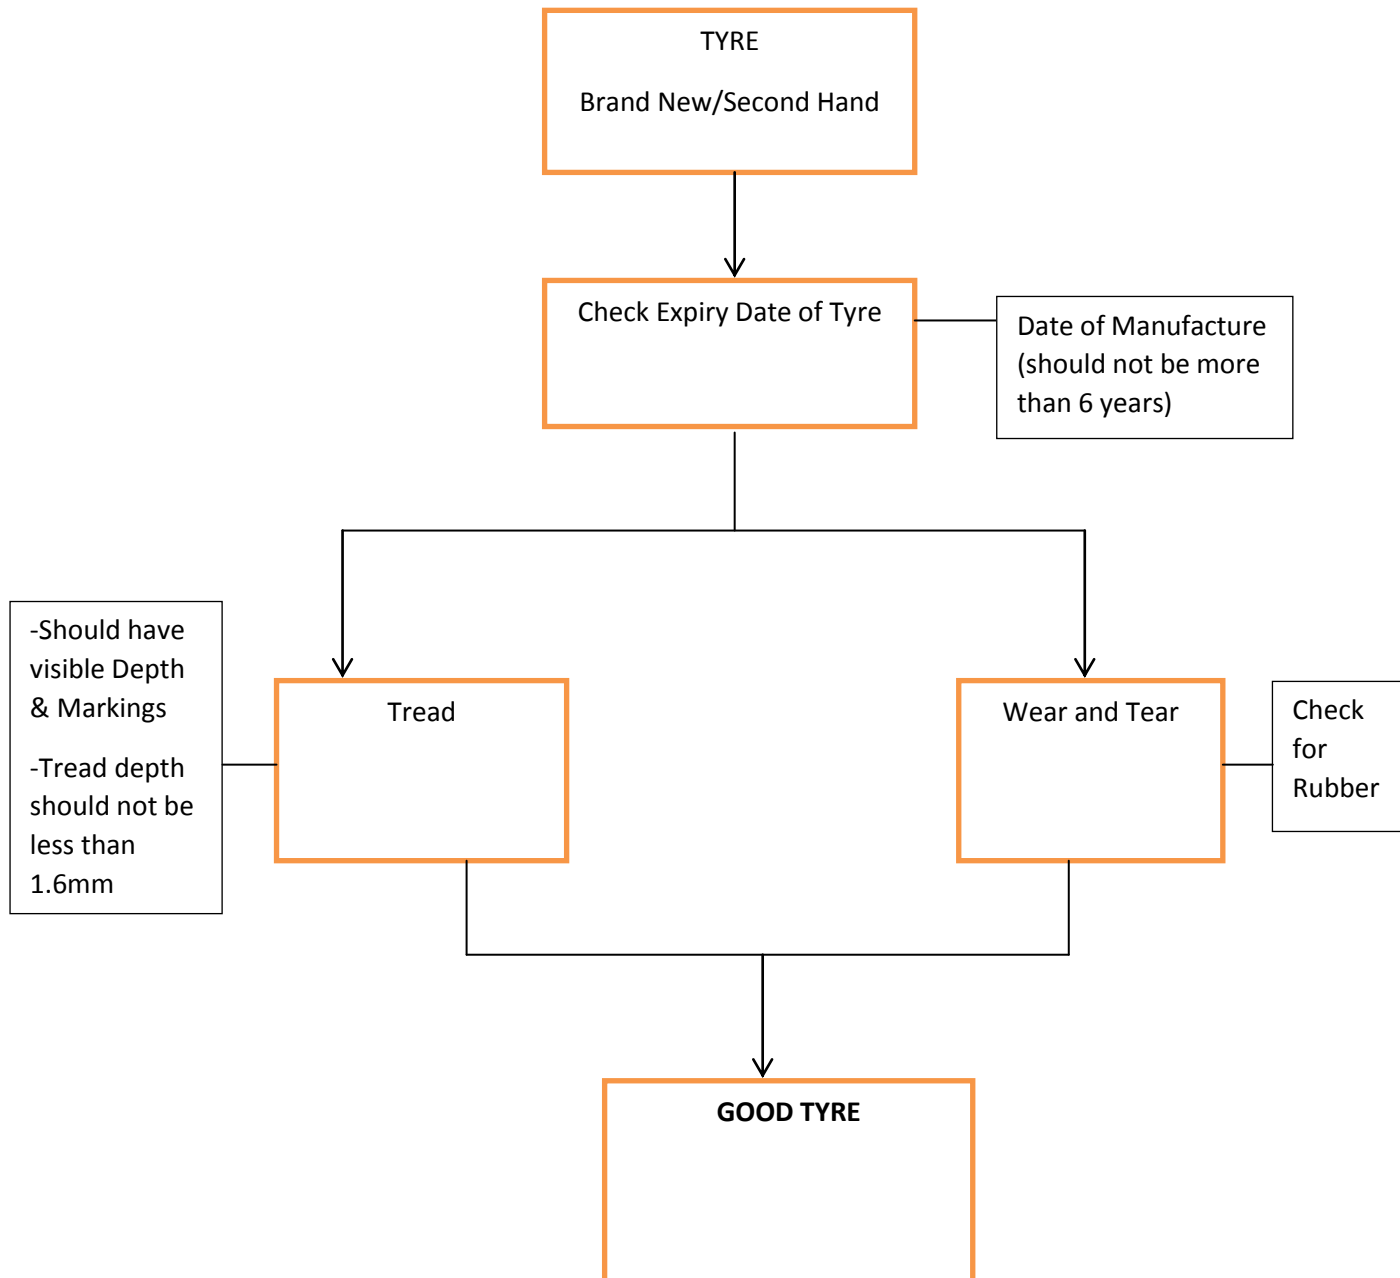 TYRE
Brand New/Second Hand
Check Expiry Date of Tyre
Date of Manufacture
(should not be more
than 6 years)
-Should have
visible Depth
& Markings
-Tread depth
should not be
less than
1.6mm
Tread
Wear and Tear
Check
for
Rubber
GOOD TYRE